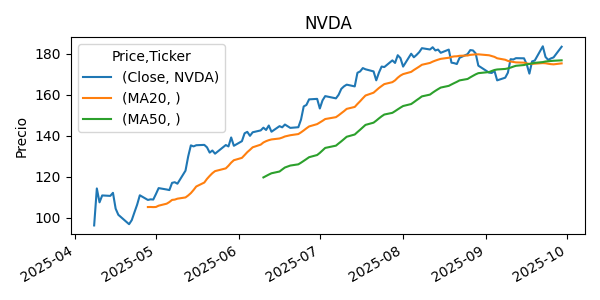 NVDA
Price,Ticker
(Close, NVDA)
(MA20, )
(MA50, )
Precio
180
160
140
120
100
2025-04
2025-05
2025-06
2025-07
2025-08
2025-09
2025-10